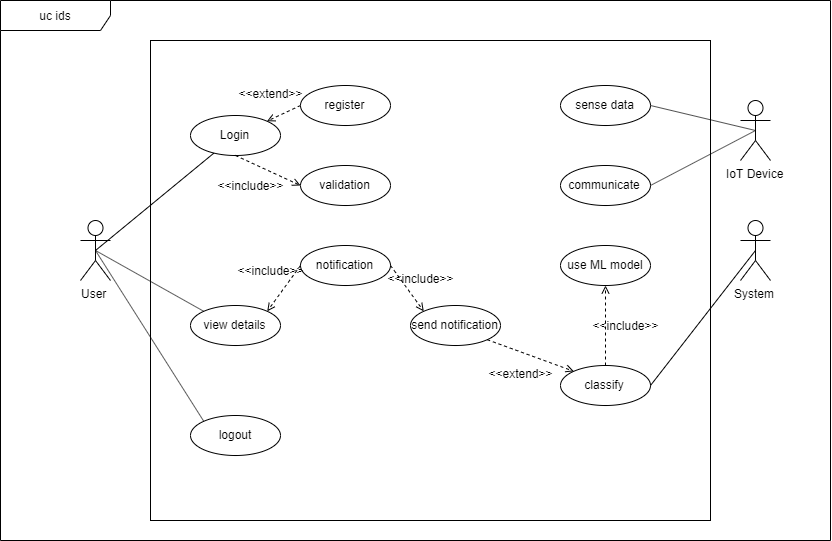 uc ids
<<extend>>
register
sense data
Login
IoT Device
<<include>>
validation
communicate
User
<<include>>
notification
<<include>>
use ML model
System
view details
send notification
<<include>>
<<extend>>
classify
logout